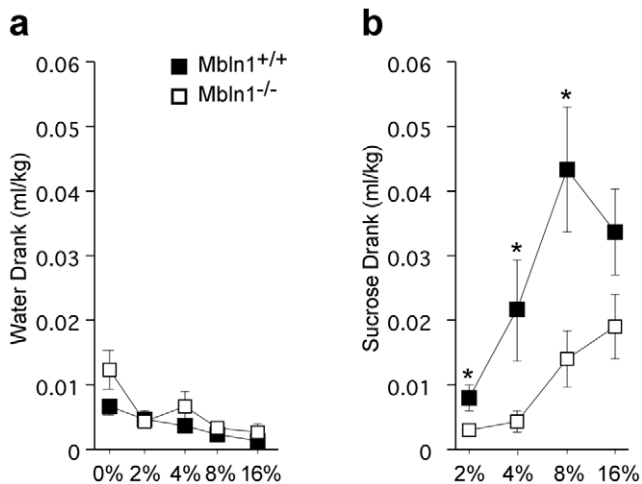 a
Water Drank (ml/kg)
0.06
0.05
0.04
0.03
0.02
0.01
0
0% 2% 4% 8% 16%
Mbln1+/+
Mbln1-/-
b
Sucrose Drank (ml/kg)
0.06
0.05
0.04
0.03
0.02
0.01
0
*
*
*
2% 4% 8% 16%